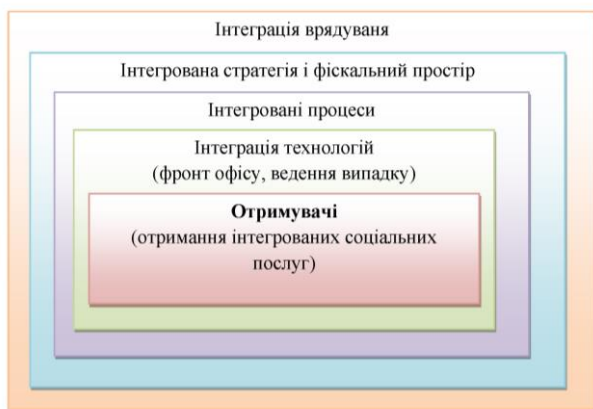 Інтеграція врядуваня
Інтегрована стратегія і фіскальний простір
Інтегровані процеси
Інтеграція технологій
(фронт офісу, ведення випадку)
Отримувачі
(отримання інтегрованих соціальних
послуг)